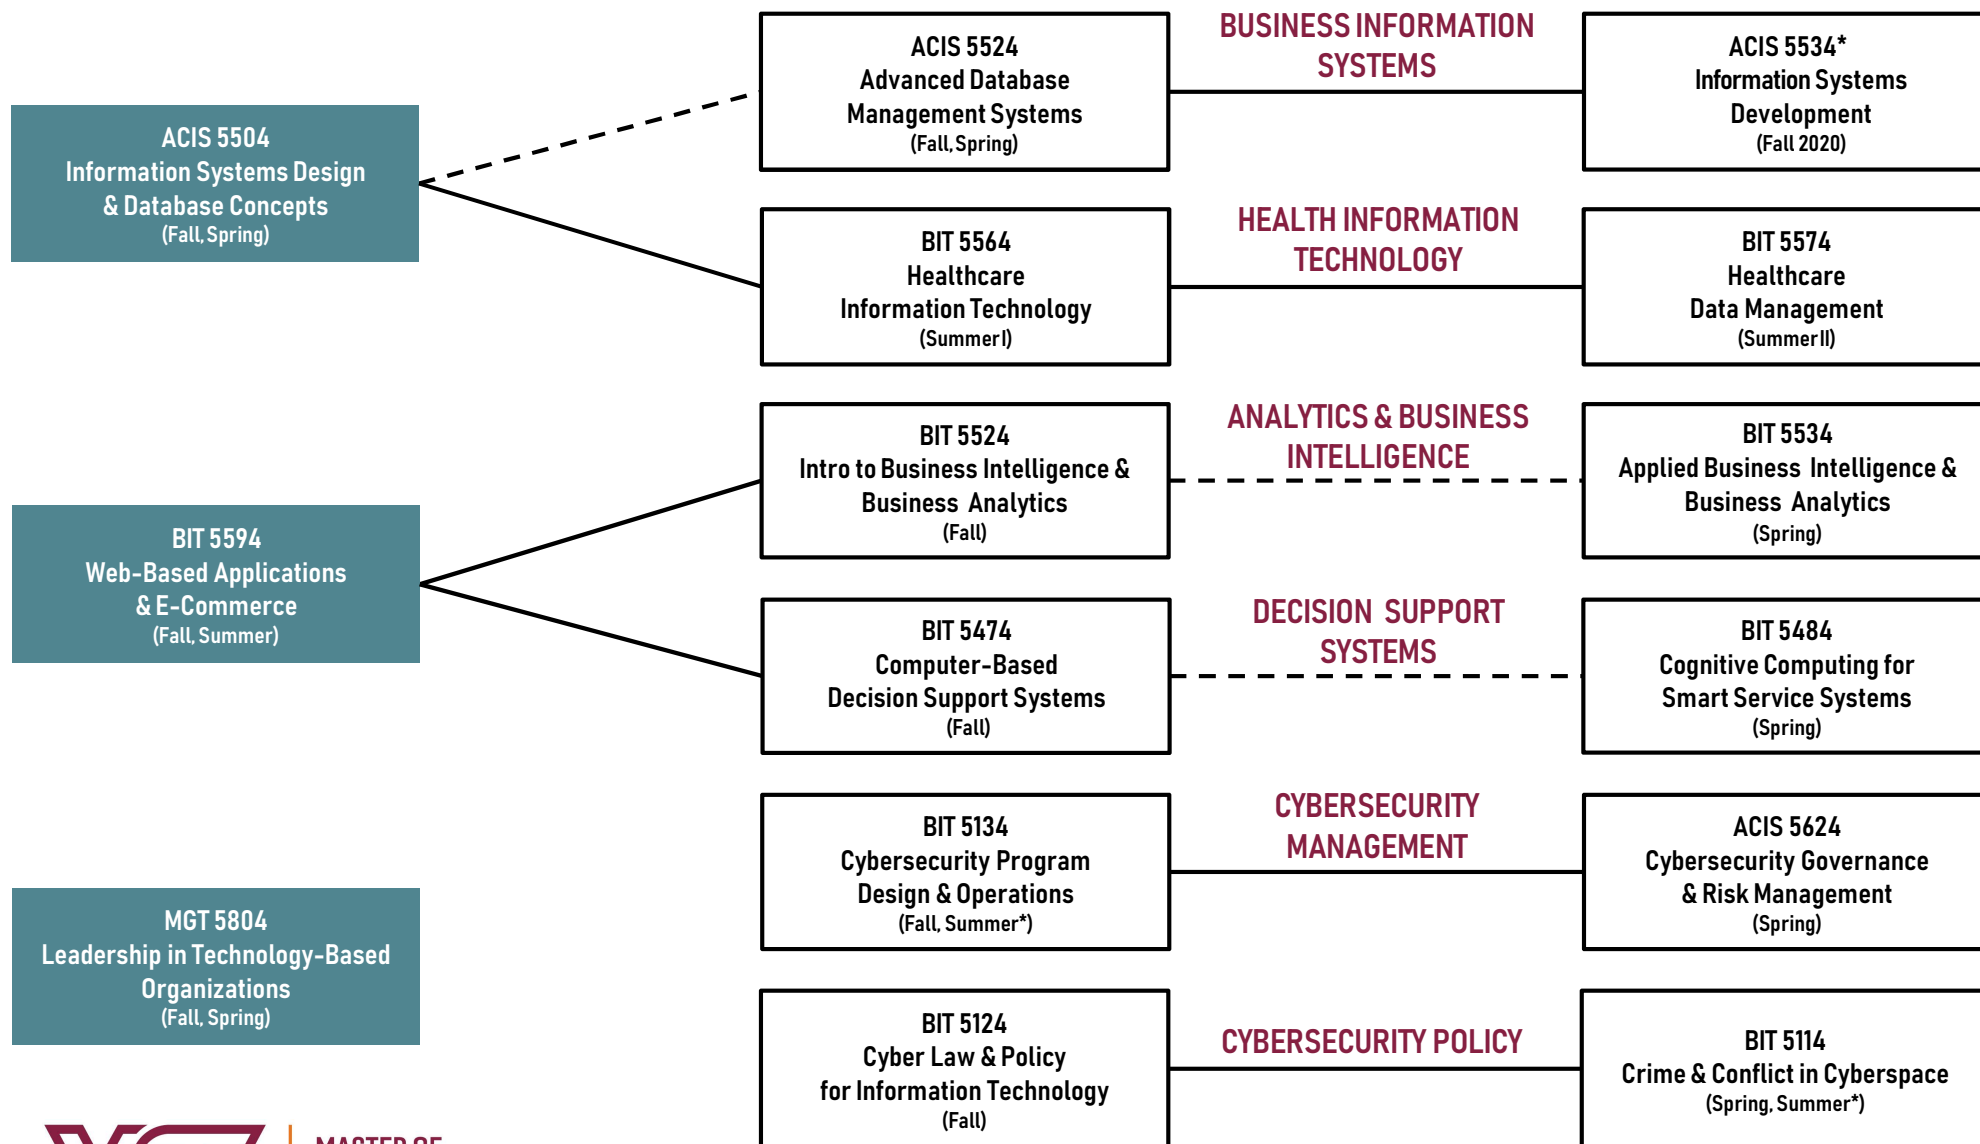 ACIS 5504
Information Systems Design
& Database Concepts
(Fall, Spring)
BIT 5594
Web-Based Applications
& E-Commerce
(Fall, Summer)
MGT 5804
Leadership in Technology-Based
Organizations
(Fall, Spring)
ACIS 5524
Advanced Database
Management Systems
(Fall, Spring)
BUSINESS INFORMATION
SYSTEMS
ACIS 5534*
Information Systems
Development
(Fall 2020)
BIT 5564
Healthcare
Information Technology
(Summer I)
HEALTH INFORMATION
TECHNOLOGY
BIT 5574
Healthcare
Data Management
(Summer II)
BIT 5524
Intro to Business Intelligence &
Business Analytics
(Fall)
ANALYTICS & BUSINESS
INTELLIGENCE
BIT 5534
Applied Business Intelligence &
Business Analytics
(Spring)
BIT 5474
Computer-Based
Decision Support Systems
(Fall)
DECISION SUPPORT
SYSTEMS
BIT 5484
Cognitive Computing for
Smart Service Systems
(Spring)
BIT 5134
Cybersecurity Program
Design & Operations
(Fall, Summer*)
CYBERSECURITY
MANAGEMENT
ACIS 5624
Cybersecurity Governance
& Risk Management
(Spring)
BIT 5124
Cyber Law & Policy
for Information Technology
(Fall)
CYBERSECURITY POLICY
BIT 5114
Crime & Conflict in Cyberspace
(Spring, Summer*)
MASTER OF